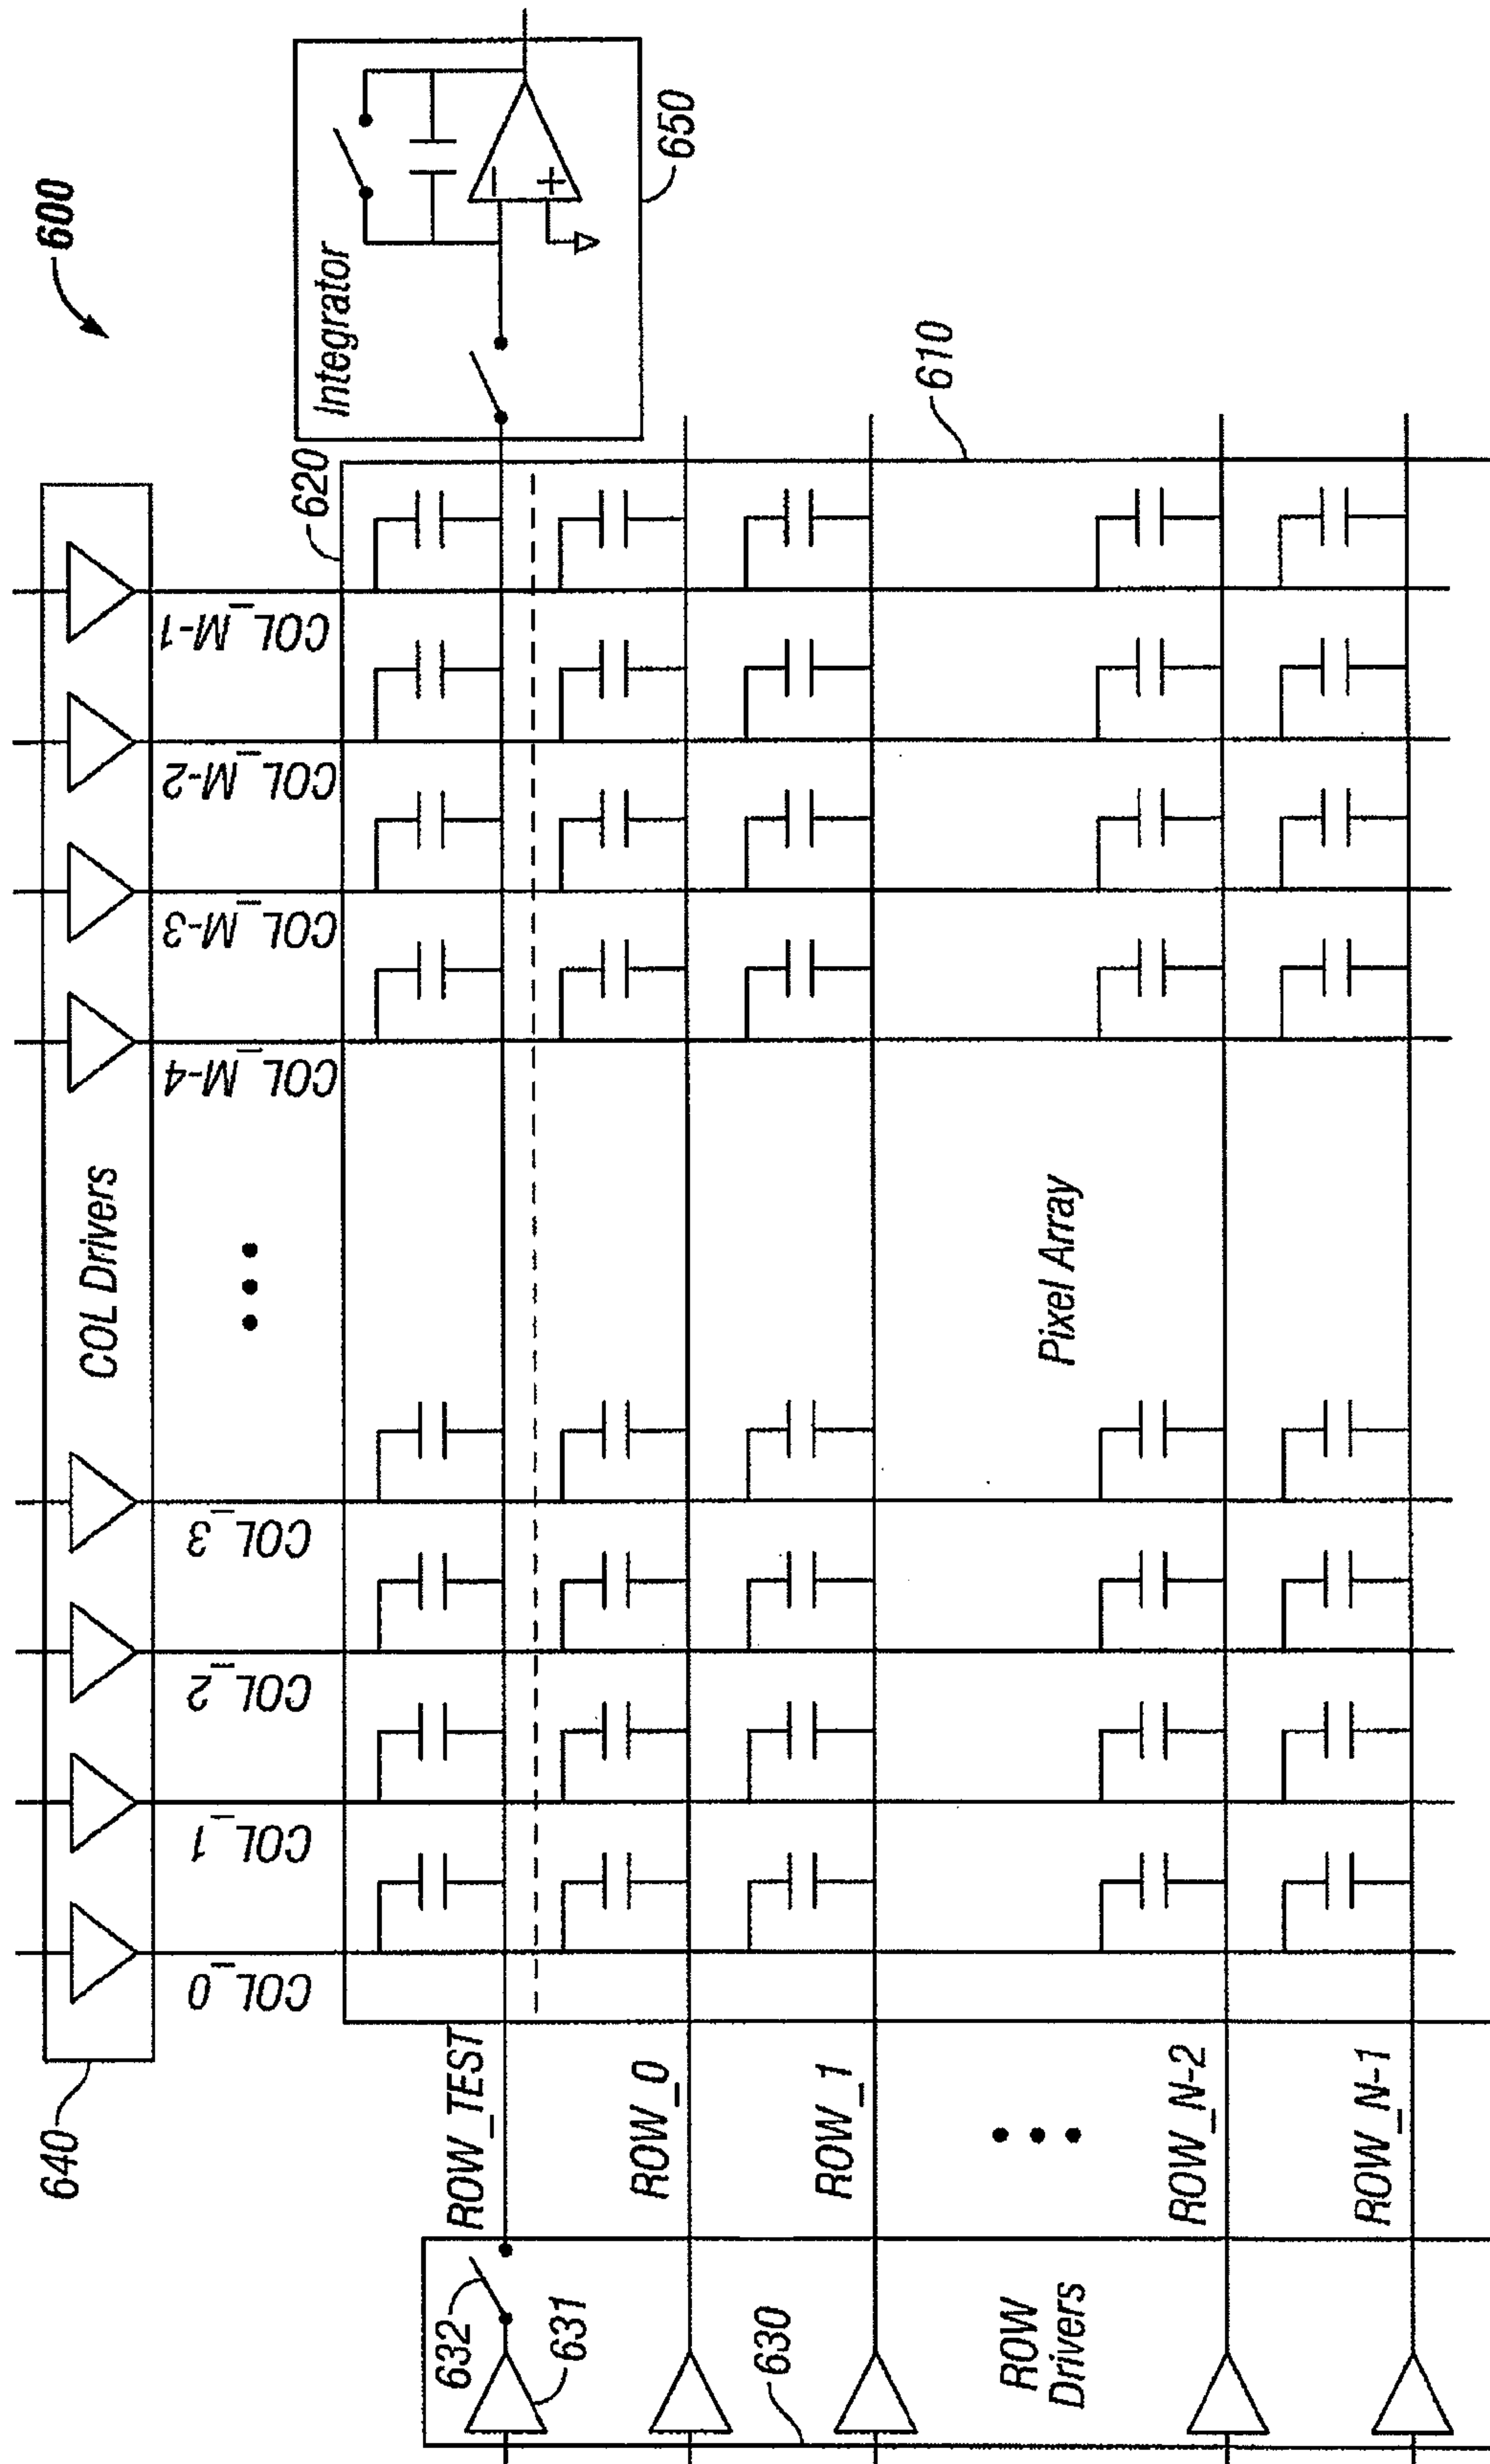 600
640
COL Drivers
COL_0
COL_1
COL_2
COL_3
• • •
COL_M-4
COL_M-3
COL_M-2
COL_M-1
620
Integrator
−
+
650
632
631
630
ROW
Drivers
ROW_TEST
ROW_0
ROW_1
• • •
ROW_N-2
ROW_N-1
Pixel Array
610